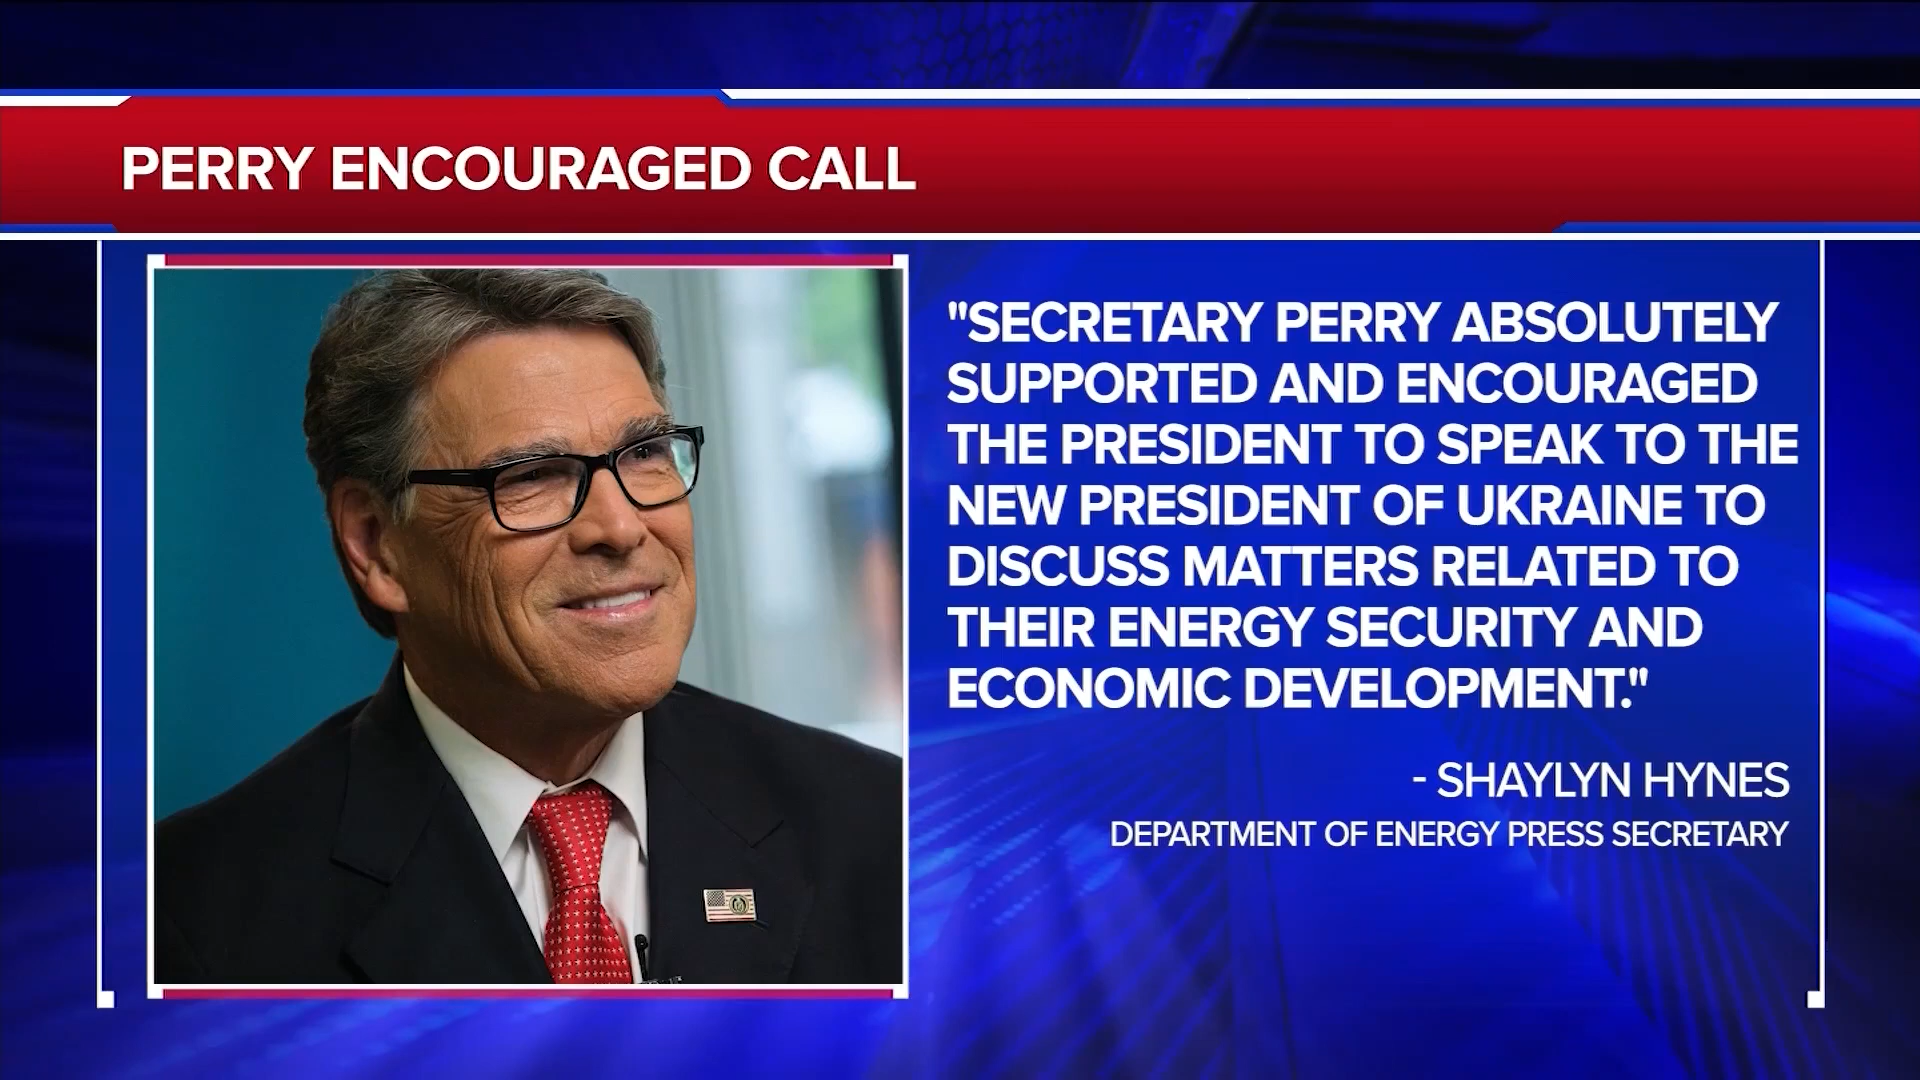 PERRY ENCOURAGED CALL
"SECRETARY PERRY ABSOLUTELY
SUPPORTED AND ENCOURAGED
THE PRESIDENT TO SPEAK TO THE
NEW PRESIDENT OF UKRAINE TO
DISCUSS MATTERS RELATED TO
THEIR ENERGY SECURITY AND
ECONOMIC DEVELOPMENT."
- SHAYLYN HYNES
DEPARTMENT OF ENERGY PRESS SECRETARY